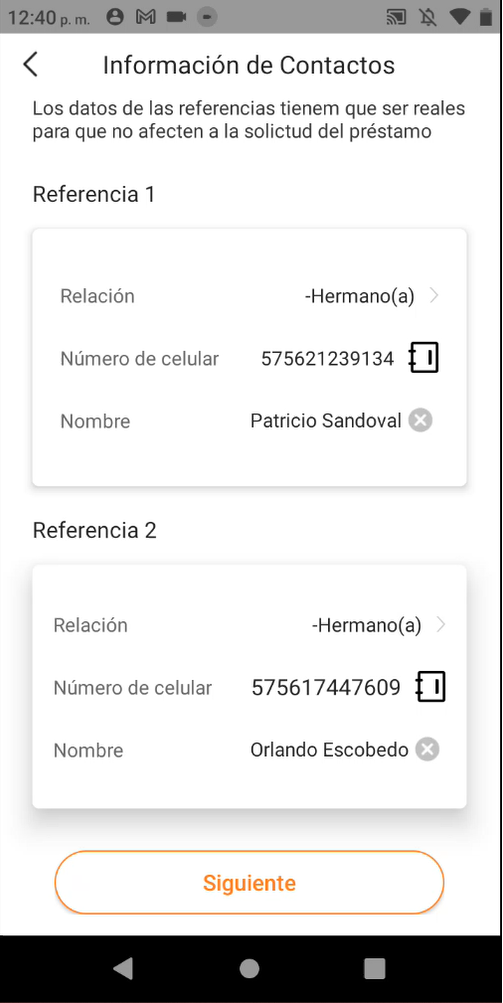 12:40 p. m.
Información de Contactos
Los datos de las referencias tienem que ser reales
para que no afecten a la solictud del préstamo
Referencia 1
Relación -Hermano(a)
Número de celular 575621239134
Nombre Patricio Sandoval
Referencia 2
Relación -Hermano(a)
Número de celular 575617447609
Nombre Orlando Escobedo
Siguiente